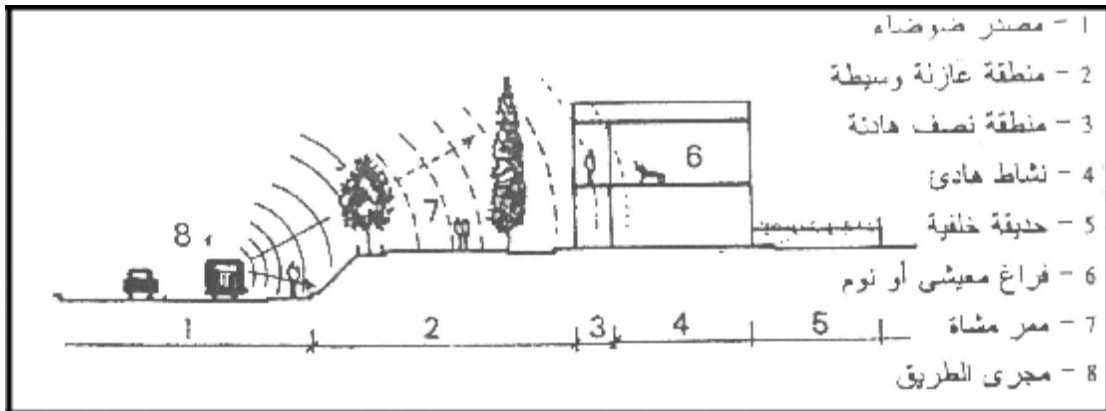 1 - مصدر ضوضاء
2 - منطقة عازلة وسيطة
3 - منطقة نصف هادئة
4 - نشاط هادئ
5 - حديقة خلفية
6 - فراغ معيشى أو نوم
7 - ممر مشاة
8 - مجرى الطريق
6
7
8
1
2
3
4
5